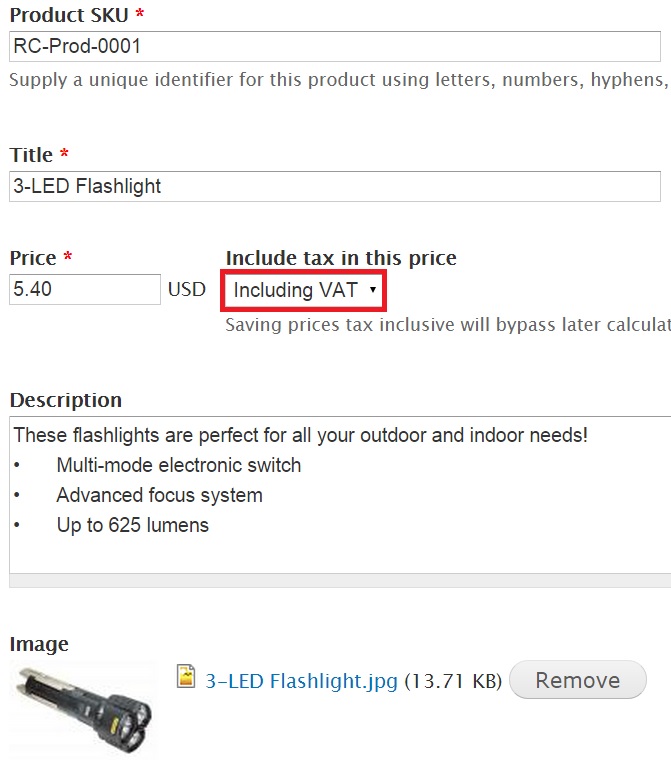 Product SKU *
RC-Prod-0001
Supply a unique identifier for this product using letters, numbers, hyphens,
Title *
3-LED Flashlight
Price * Include tax in this price
5.40 USD Including VAT
Saving prices tax inclusive will bypass later
Description
These flashlights are perfect for all your outdoor and indoor needs!
• Multi-mode electronic switch
• Advanced focus system
• Up to 625 lumens
Image
3-LED Flashlight.jpg (13.71 KB) Remove